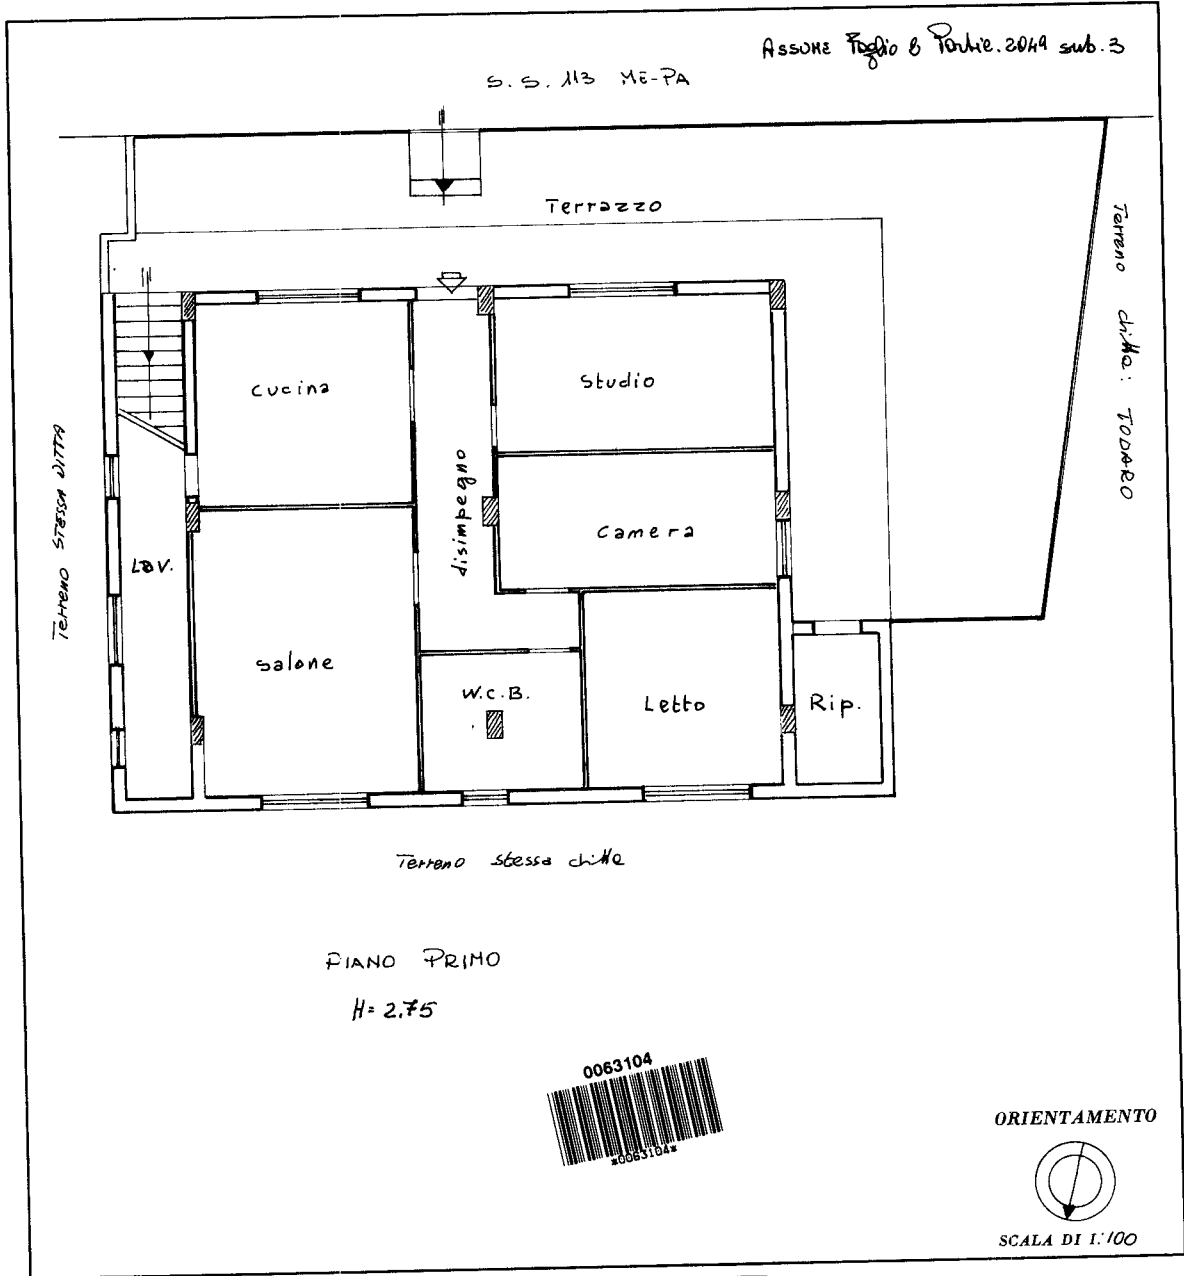 ASSUME Foglio 8 Partic. 2049 sub. 3
S.S. 113 ME-PA
Terrazzo
Terreno ditta: TODARO
cucina
Studio
disimpegno
Camera
TERRENO STESSA DITTA
Lav.
salone
W.C.B.
Letto
Rip.
Terreno stessa ditta
PIANO PRIMO
H= 2.75
0063104
*0063104*
ORIENTAMENTO
SCALA DI 1:100